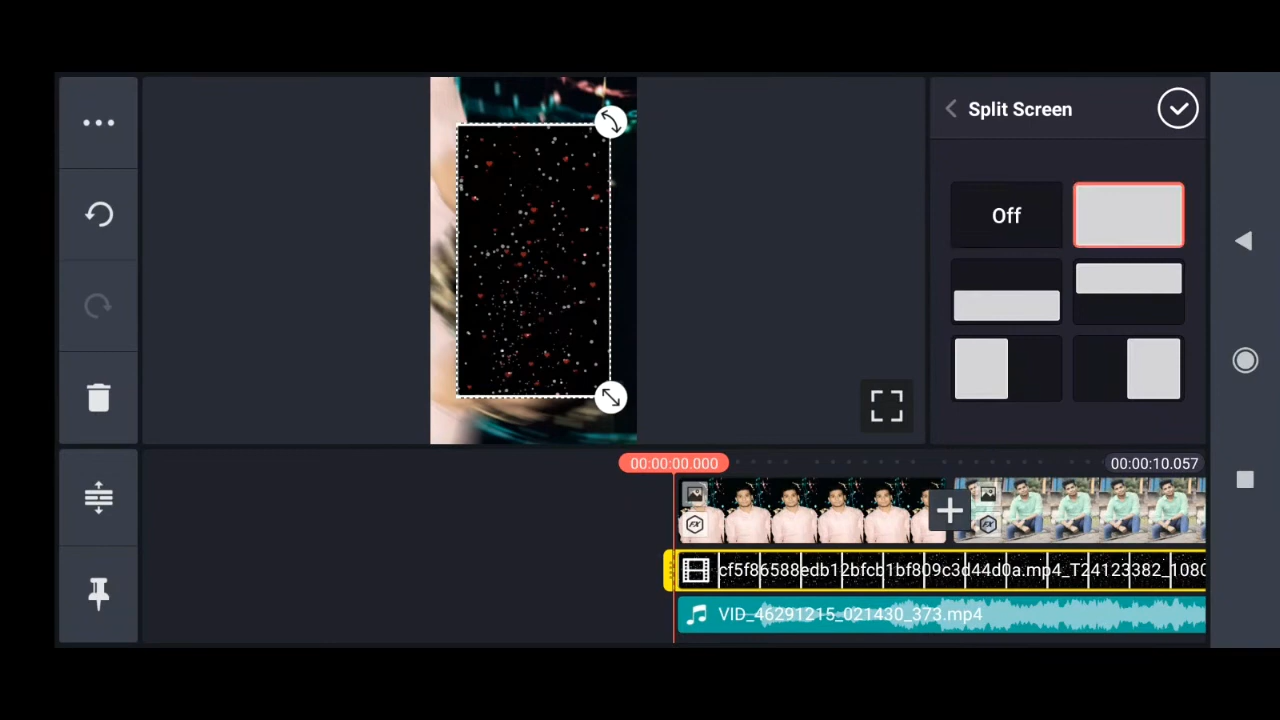 Split Screen
Off
00:00:00.000
00:00:10.057
cf5f86588edb12bfcb1bf809c3d44d0a.mp4_T24123382_1080
VID_46291215_021430_373.mp4